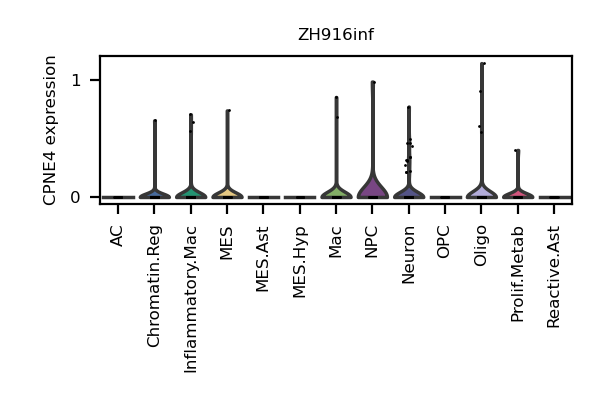 ZH916inf
CPNE4 expression
1
0
AC
Chromatin.Reg
Inflammatory.Mac
MES
MES.Ast
MES.Hyp
Mac
NPC
Neuron
OPC
Oligo
Prolif.Metab
Reactive.Ast